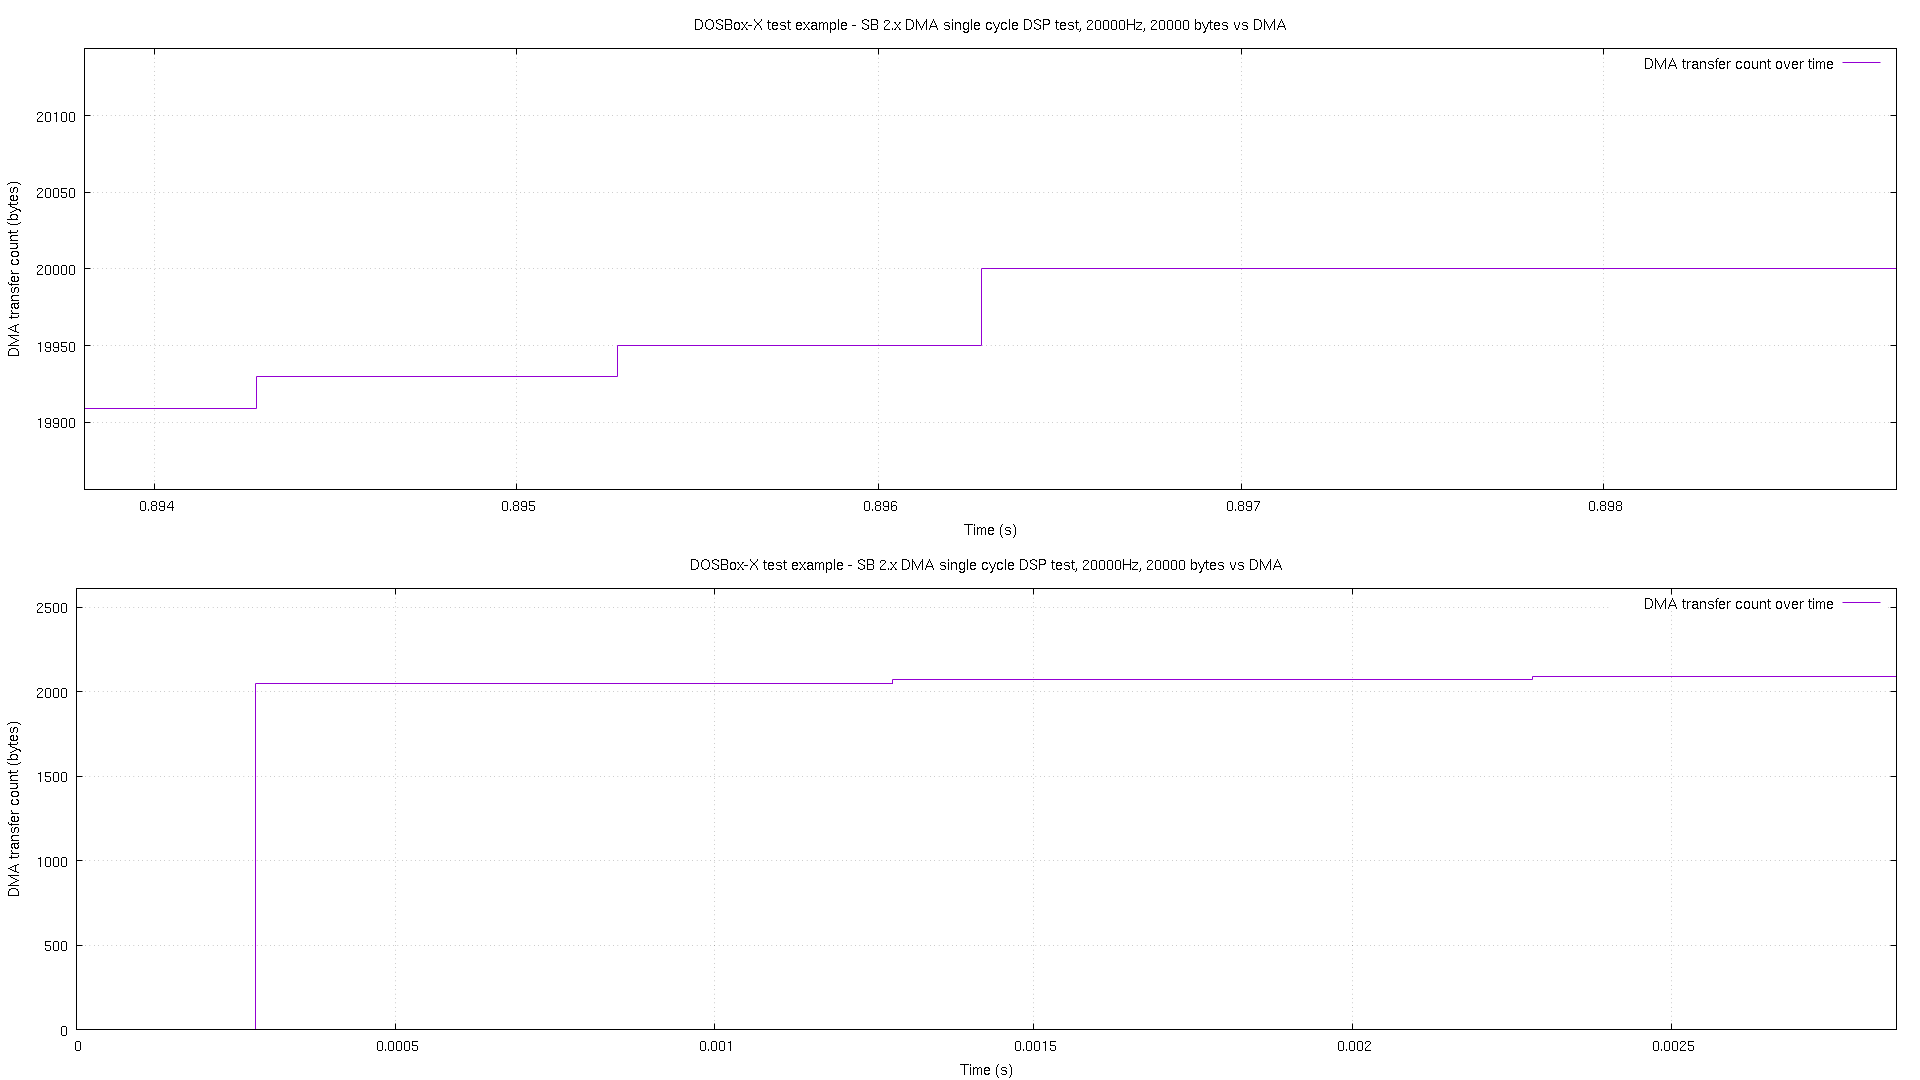 DOSBox-X test example - SB 2.x DMA single cycle DSP test, 20000Hz, 20000 bytes vs DMA
DMA transfer count over time
20100
20050
20000
19950
19900
DMA transfer count (bytes)
0.894 0.895 0.896 0.897 0.898
Time (s)
DOSBox-X test example - SB 2.x DMA single cycle DSP test, 20000Hz, 20000 bytes vs DMA
DMA transfer count over time
2500
2000
1500
1000
500
0
DMA transfer count (bytes)
0 0.0005 0.001 0.0015 0.002 0.0025
Time (s)